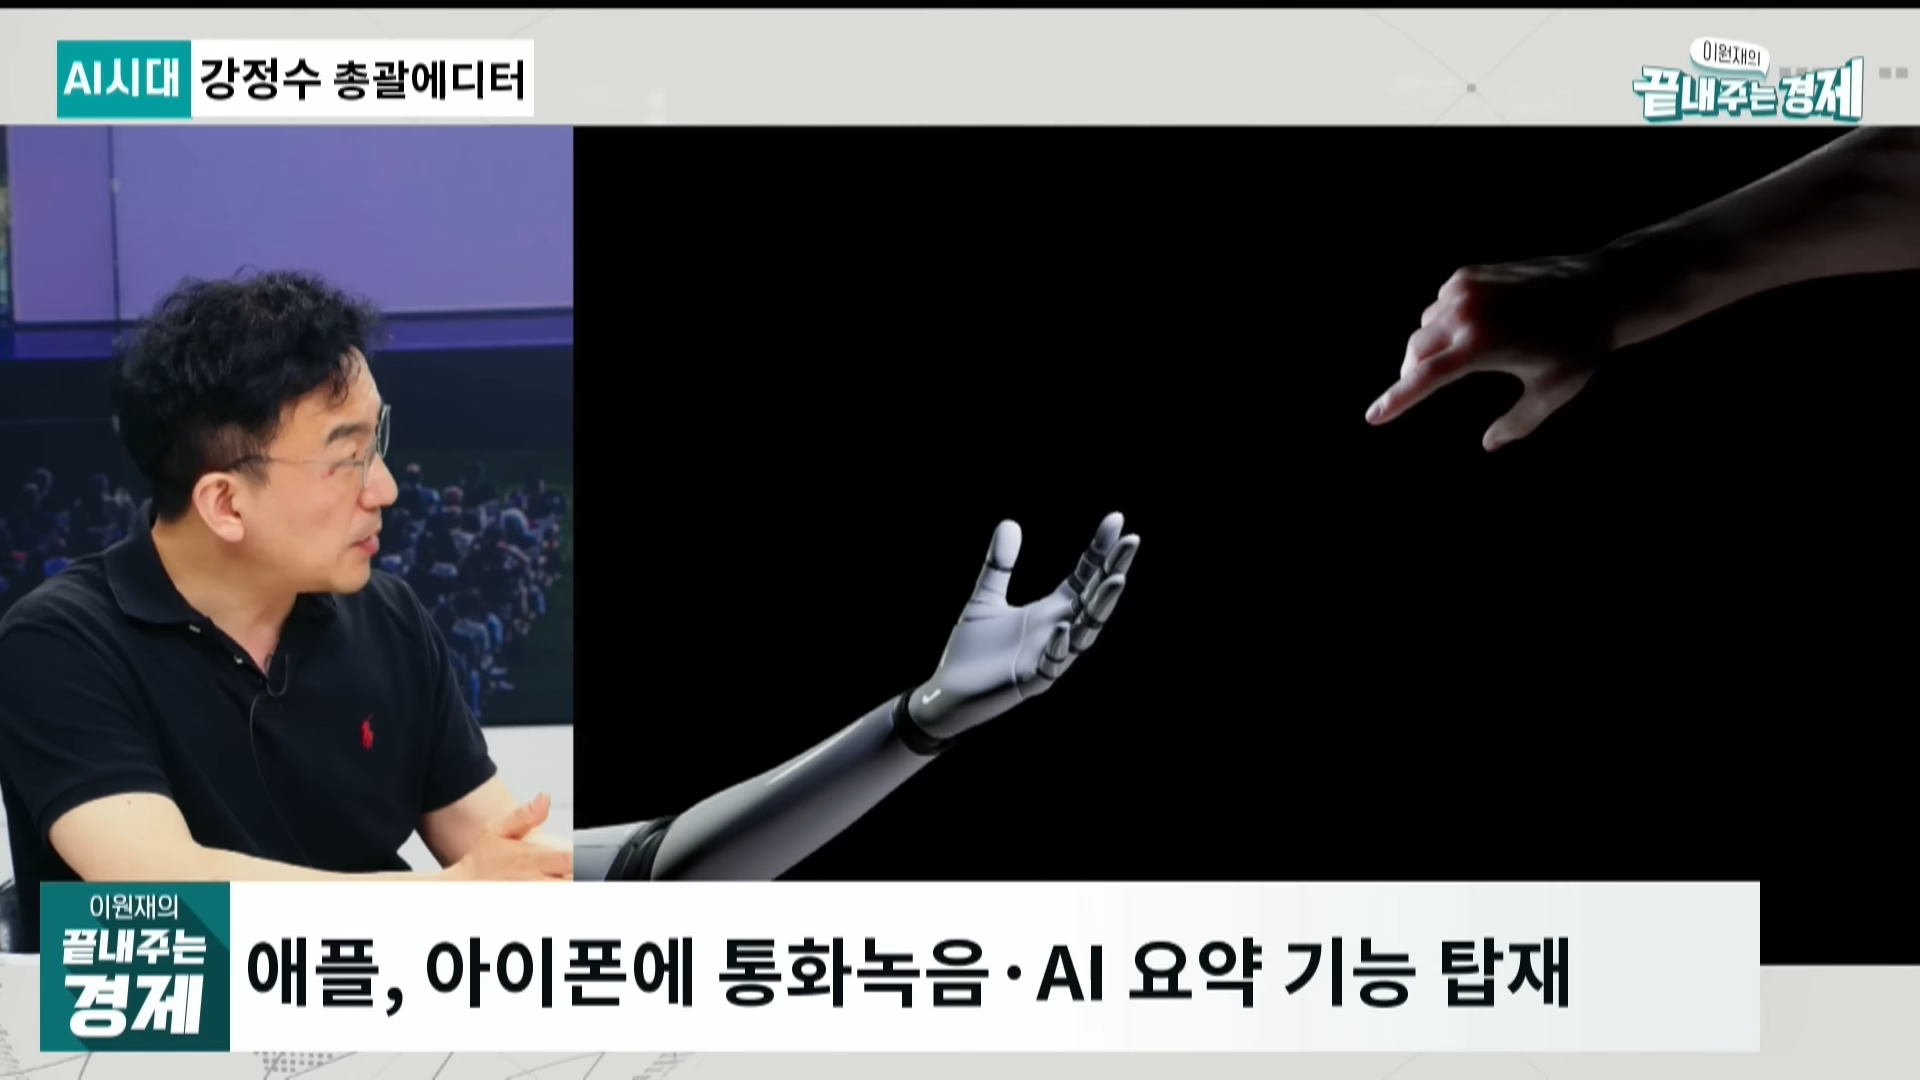 AI시대 강정수 총괄에디터
이원재의
끝내주는 경제
이원재의
끝내주는
경제
애플, 아이폰에 통화녹음·AI 요약 기능 탑재